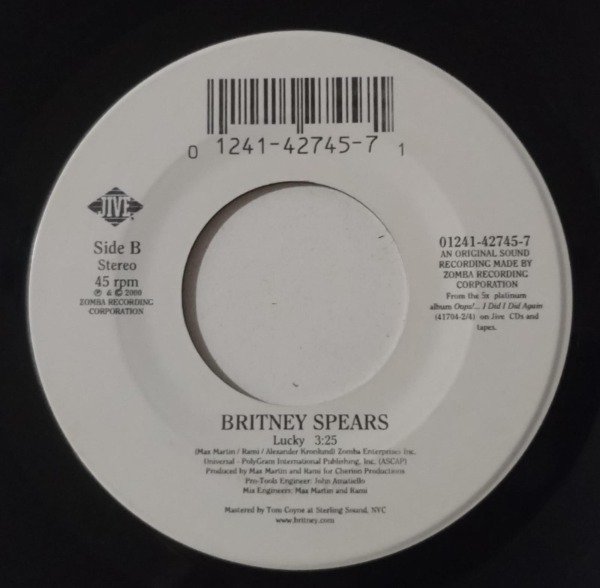 0 1241-42745-7 1
JIVE
Side B
Stereo
45 rpm
℗ & © 2000
ZOMBA RECORDING
CORPORATION
01241-42745-7
AN ORIGINAL SOUND
RECORDING MADE BY
ZOMBA RECORDING
CORPORATION
From the 5x platinum
album Oops!... I Did I Did Again
(41704-2/4) on Jive CDs and
tapes.
BRITNEY SPEARS
Lucky 3:25
(Max Martin / Rami / Alexander Kronlund) Zomba Enterprises Inc.
Universal - PolyGram International Publishing, Inc. (ASCAP)
Produced by Max Martin and Rami for Cheiron Productions
Pro-Tools Engineer: John Amatiello
Mix Engineers: Max Martin and Rami
Mastered by Tom Coyne at Sterling Sound, NYC
www.britney.com